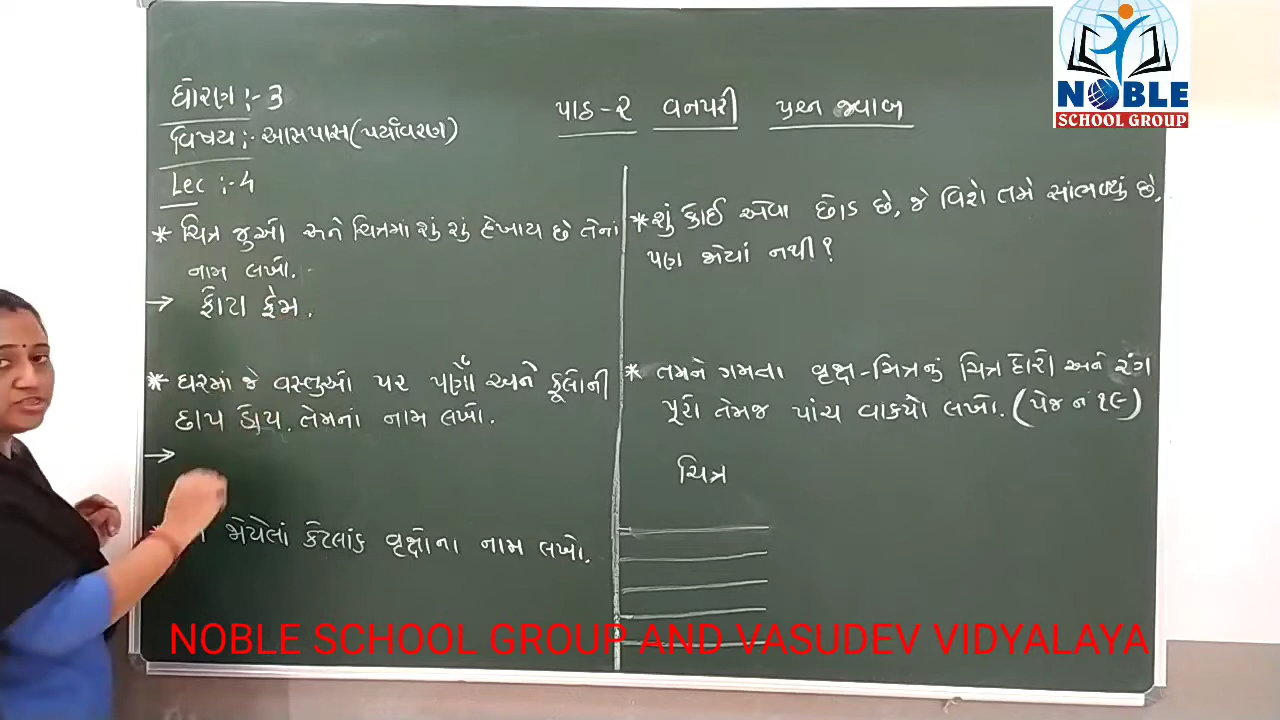 ધોરણ :- 3
વિષય :- આસપાસ (પર્યાવરણ)
Lec :- 4
પાઠ - ૨ વનપરી પ્રશ્ન જવાબ
* ચિત્ર જુઓ અને ચિત્રમાં શું શું દેખાય છે તેના
નામ લખો.
→ ફોટા ફ્રેમ.
* ઘરમાં જે વસ્તુઓ પર પાર્ણો અને ફૂલોની
છાપ હોય. તેમનાં નામ લખો.
→
જોયેલાં કેટલાંક વૃક્ષોના નામ લખો.
* શું કોઈ એવા છોડ છે, જે વિશે તમે સાંભળ્યું છે,
પણ જોયાં નથી?
* તમને ગમતા વૃક્ષ-મિત્રનું ચિત્ર દોરો અને રંગ
પૂરો તેમજ પાંચ વાક્યો લખો. (પેજ નં ૧૯)
ચિત્ર
NOBLE
SCHOOL GROUP
NOBLE SCHOOL GROUP AND VASUDEV VIDYALAYA